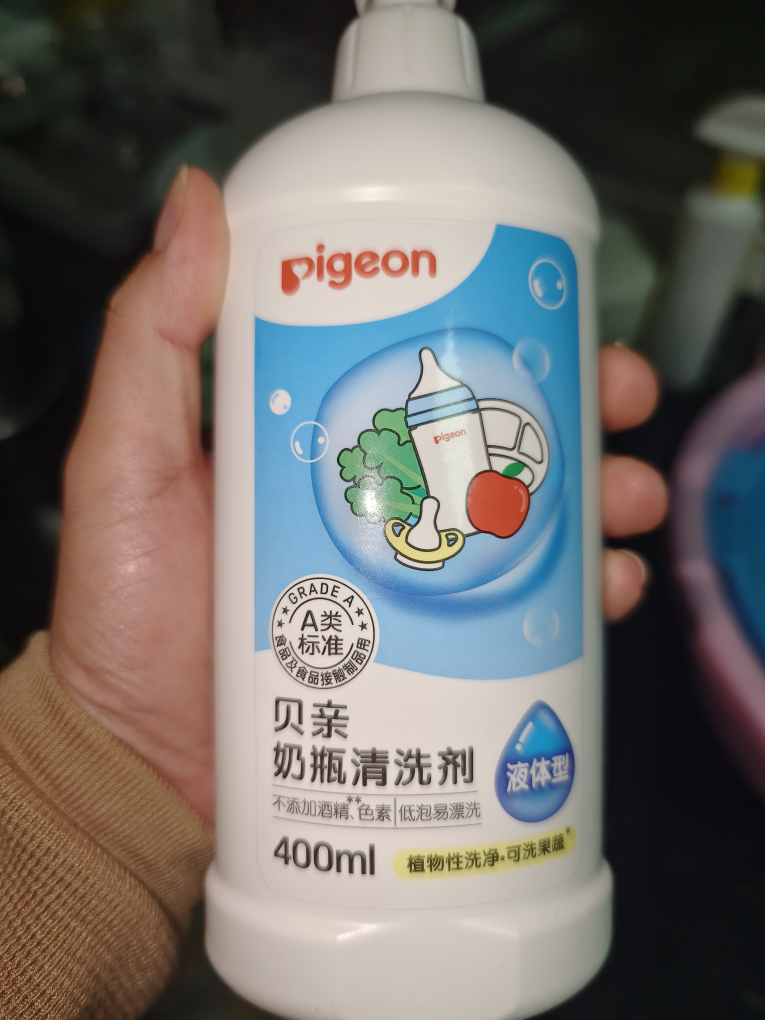 Pigeon
Pigeon
GRADE A
A类
标准
食品及食品接触制品用
贝亲
奶瓶清洗剂
液体型
不添加酒精**、色素|低泡易漂洗
400ml
植物性洗净·可洗果蔬*